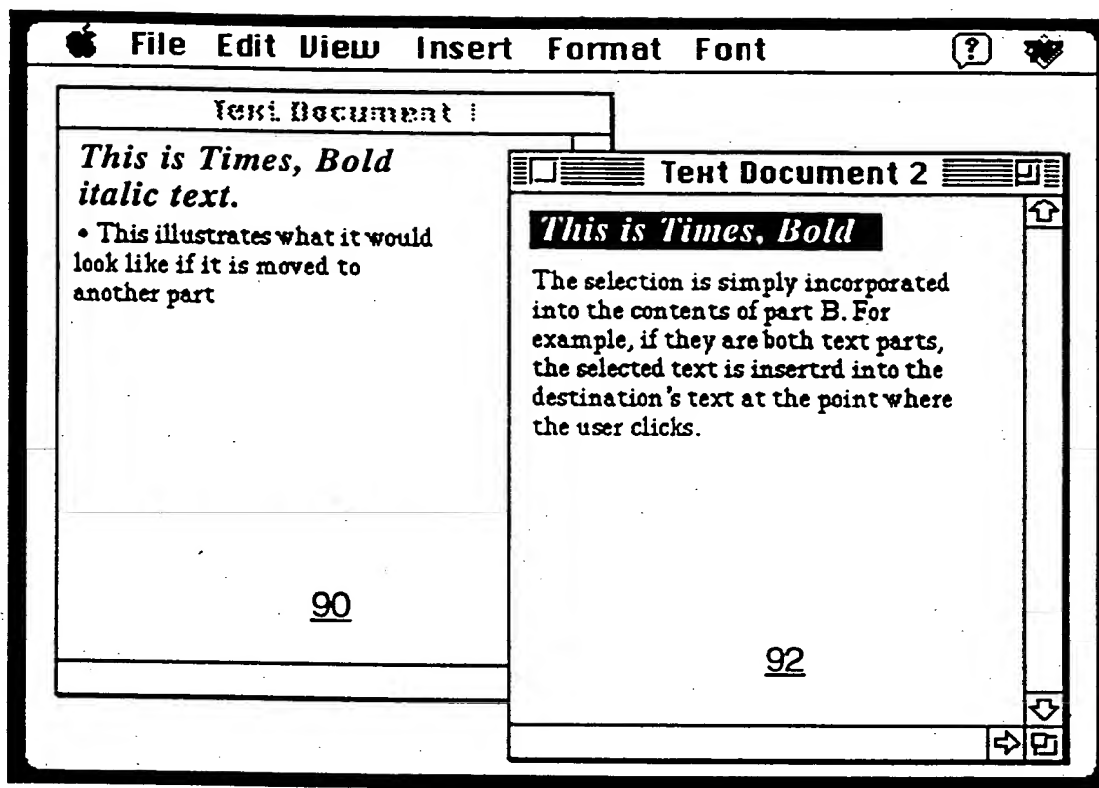 File Edit View Insert Format Font ?
Text Document 1
This is Times, Bold
italic text.
• This illustrates what it would
look like if it is moved to
another part
90
Text Document 2
This is Times, Bold
The selection is simply incorporated
into the contents of part B. For
example, if they are both text parts,
the selected text is insertrd into the
destination's text at the point where
the user clicks.
92